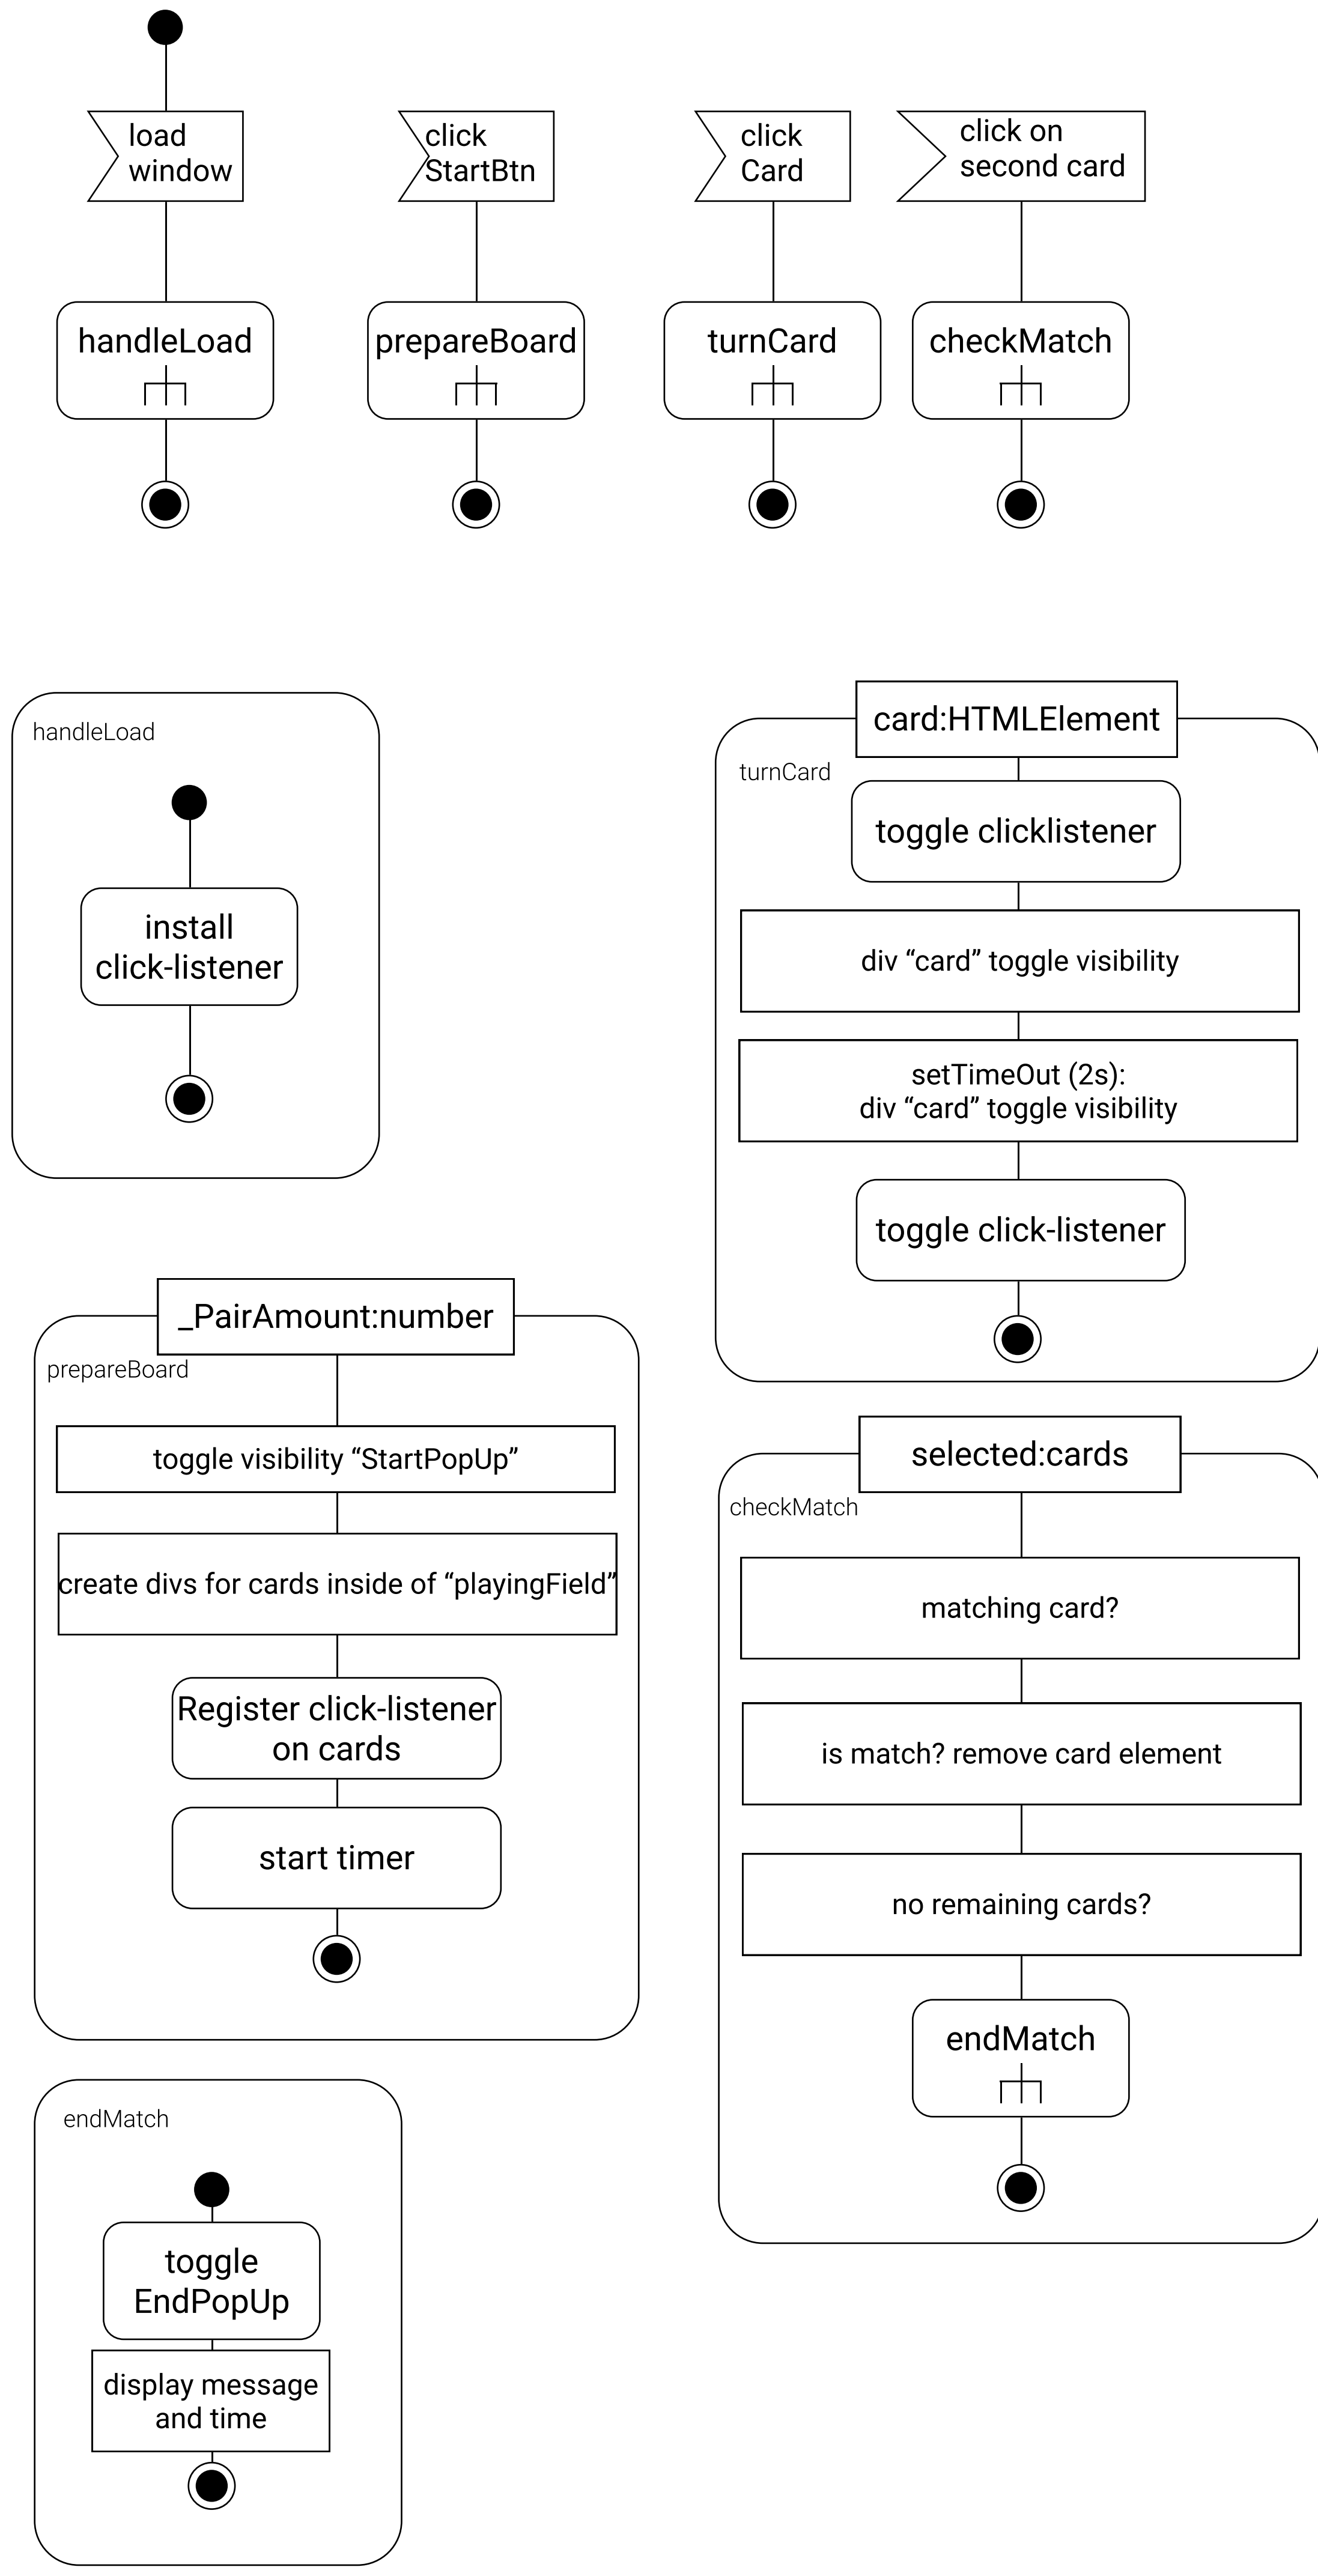 load
window
click
StartBtn
click
Card
click on
second card
handleLoad
prepareBoard
turnCard
checkMatch
handleLoad
install
click-listener
card:HTMLElement
turnCard
toggle clicklistener
div “card” toggle visibility
setTimeOut (2s):
div “card” toggle visibility
toggle click-listener
_PairAmount:number
prepareBoard
toggle visibility “StartPopUp”
create divs for cards inside of “playingField”
Register click-listener
on cards
start timer
selected:cards
checkMatch
matching card?
is match? remove card element
no remaining cards?
endMatch
endMatch
toggle
EndPopUp
display message
and time